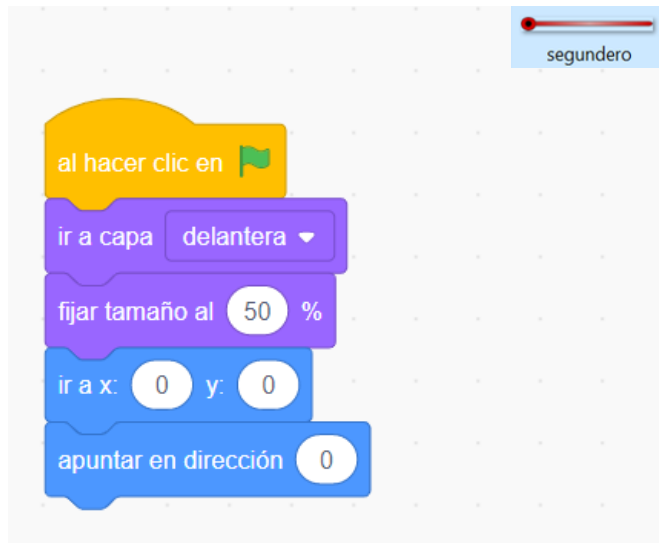 segundero
al hacer clic en
ir a capa delantera
fijar tamaño al 50 %
ir a x: 0 y: 0
apuntar en dirección 0